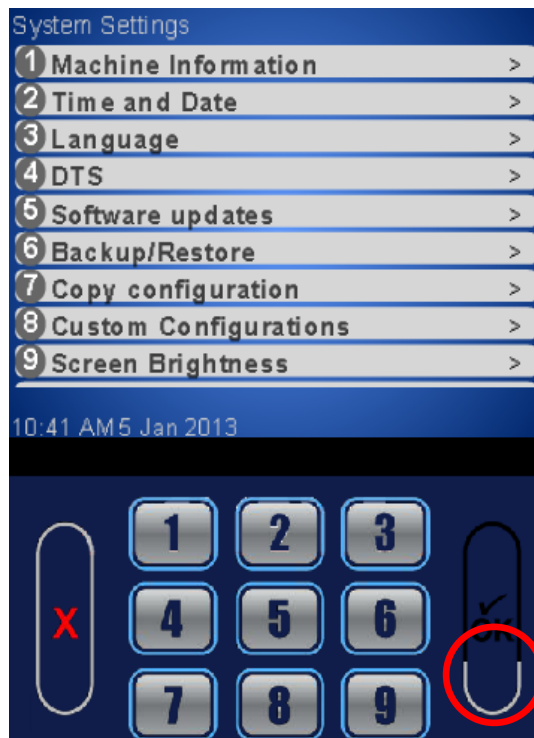 System Settings
1 Machine Information >
2 Time and Date >
3 Language >
4 DTS >
5 Software updates >
6 Backup/Restore >
7 Copy configuration >
8 Custom Configurations >
9 Screen Brightness >
10:41 AM 5 Jan 2013
1 2 3
X 4 5 6 OK
7 8 9